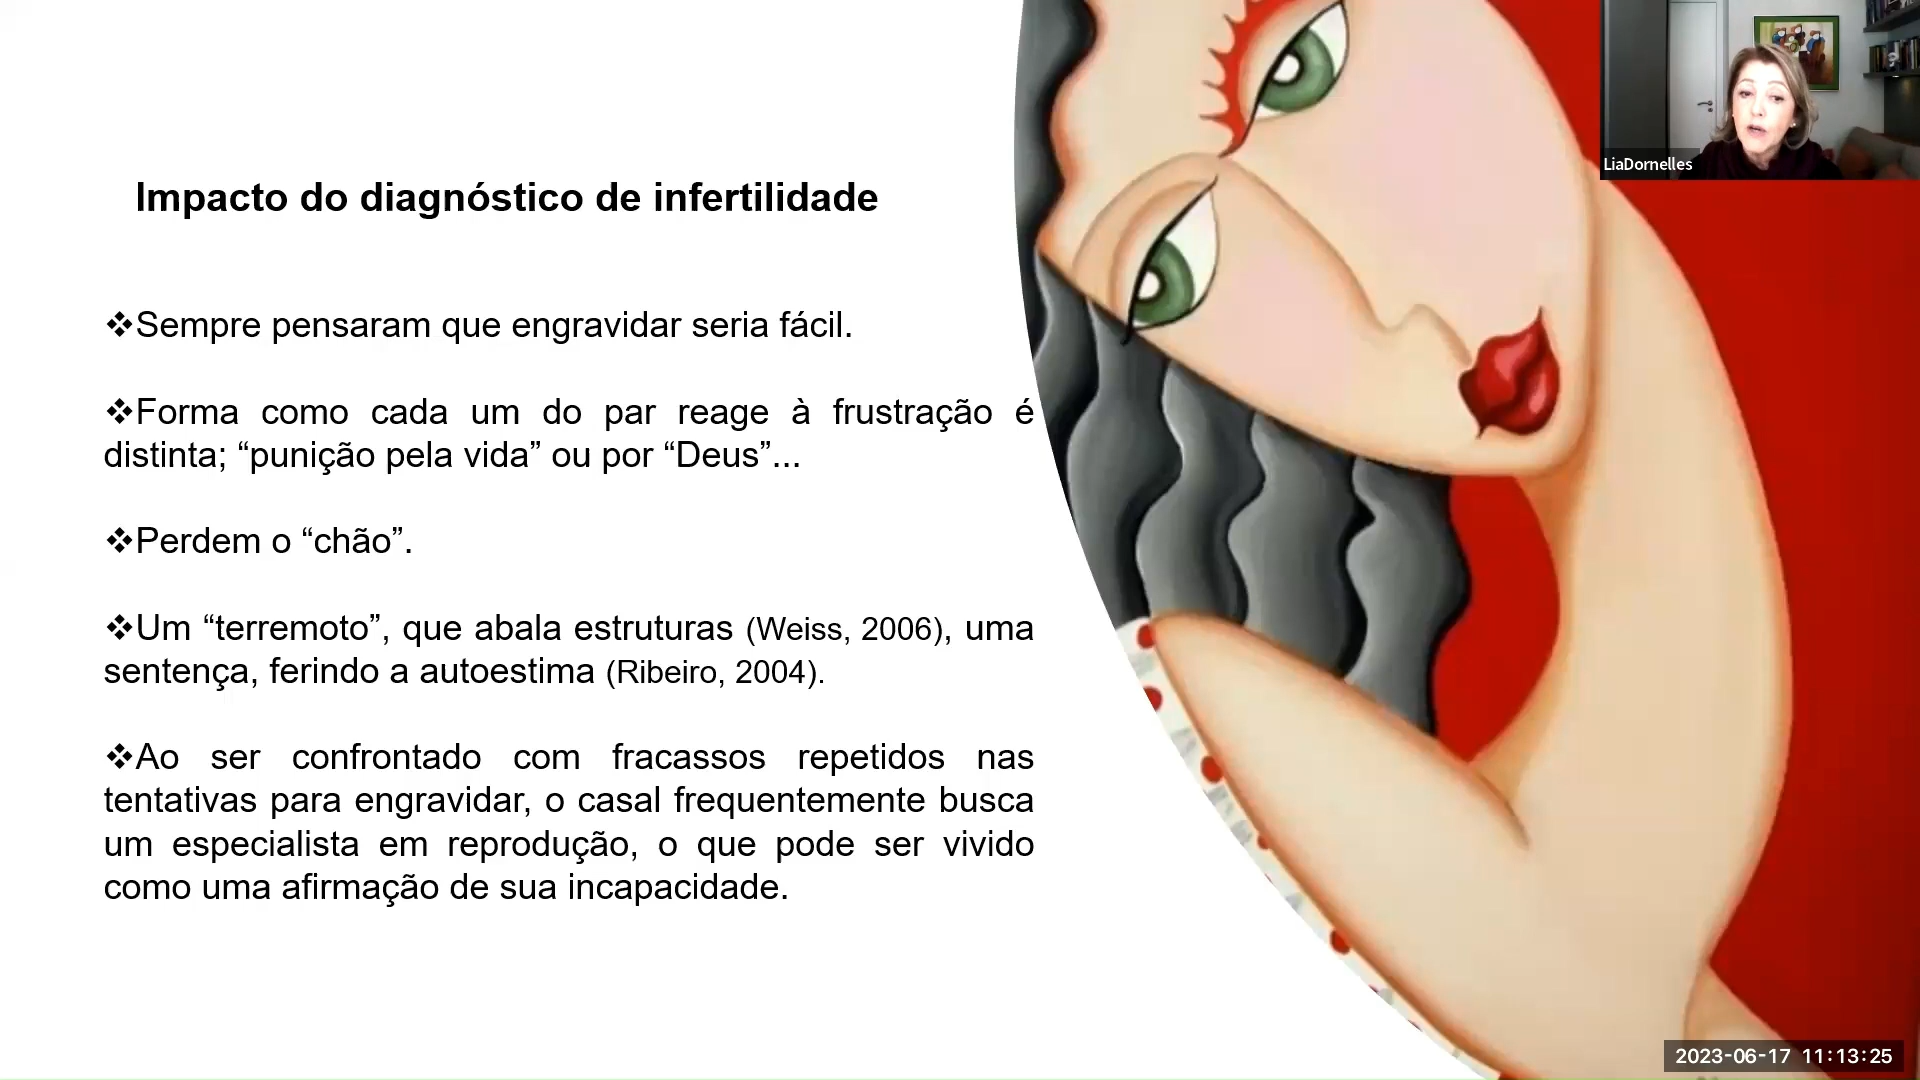 Impacto do diagnóstico de infertilidade
❖Sempre pensaram que engravidar seria fácil.
❖Forma como cada um do par reage à frustração é
distinta; “punição pela vida” ou por “Deus”...
❖Perdem o “chão”.
❖Um “terremoto”, que abala estruturas (Weiss, 2006), uma
sentença, ferindo a autoestima (Ribeiro, 2004).
❖Ao ser confrontado com fracassos repetidos nas
tentativas para engravidar, o casal frequentemente busca
um especialista em reprodução, o que pode ser vivido
como uma afirmação de sua incapacidade.
LiaDornelles
2023-06-17 11:13:25